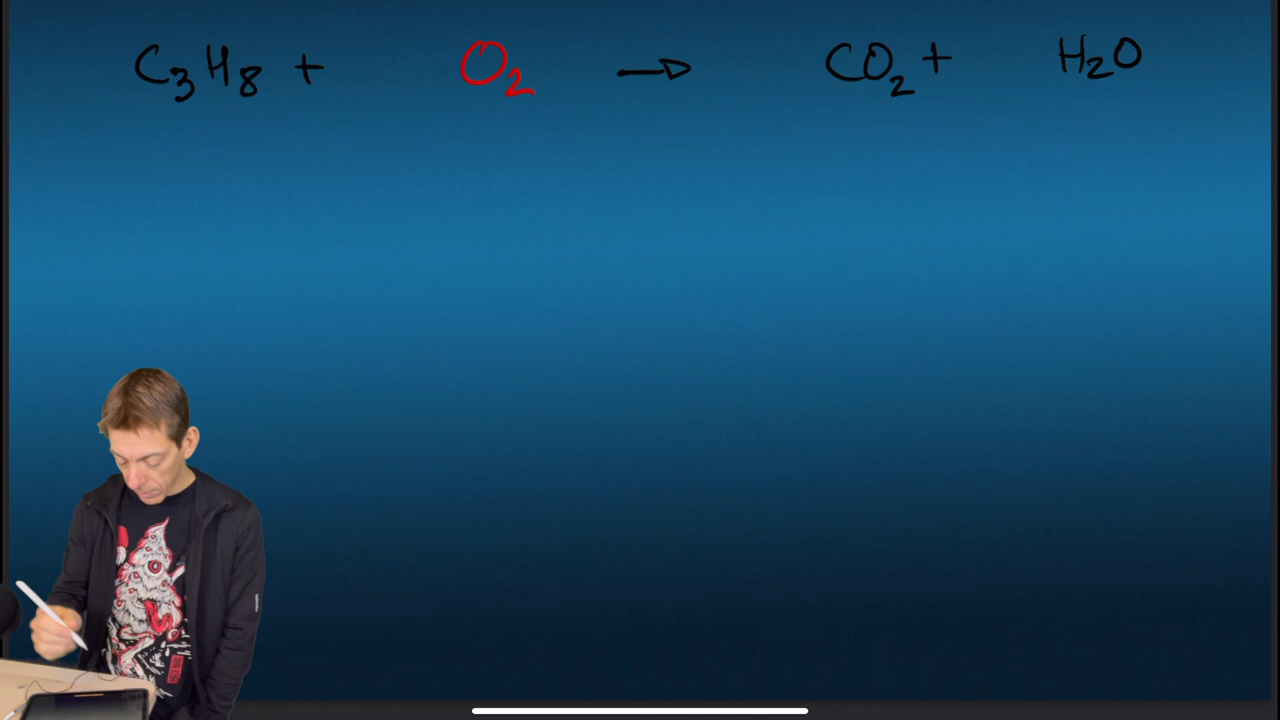 C₃H₈ + O₂ → CO₂ + H₂O